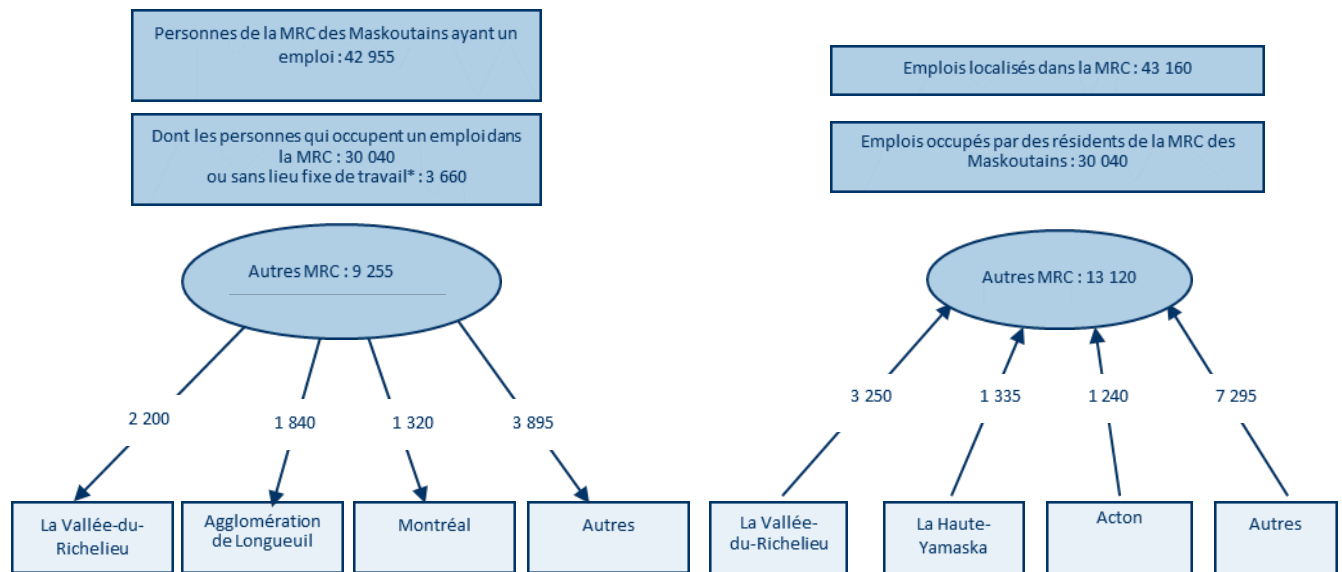 Personnes de la MRC des Maskoutains ayant un
emploi : 42 955
Dont les personnes qui occupent un emploi dans
la MRC : 30 040
ou sans lieu fixe de travail* : 3 660
Autres MRC : 9 255
2 200
1 840
1 320
3 895
La Vallée-du-
Richelieu
Agglomération
de Longueuil
Montréal
Autres
Emplois localisés dans la MRC : 43 160
Emplois occupés par des résidents de la MRC des
Maskoutains : 30 040
Autres MRC : 13 120
3 250
1 335
1 240
7 295
La Vallée-
du-Richelieu
La Haute-
Yamaska
Acton
Autres